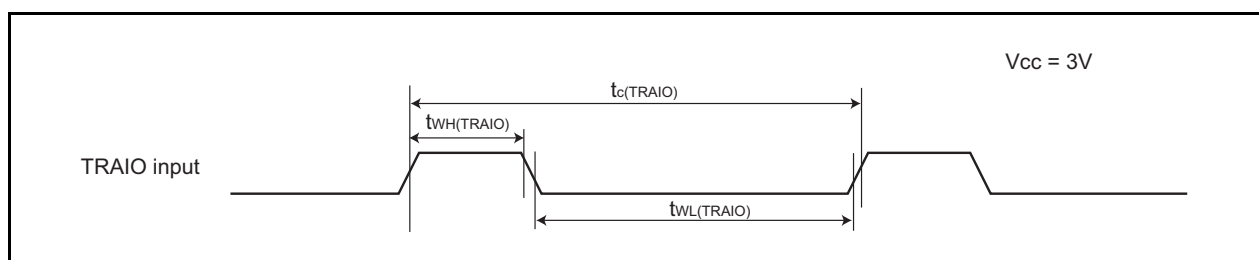 Vcc = 3V
tc(TRAIO)
tWH(TRAIO)
TRAIO input
tWL(TRAIO)